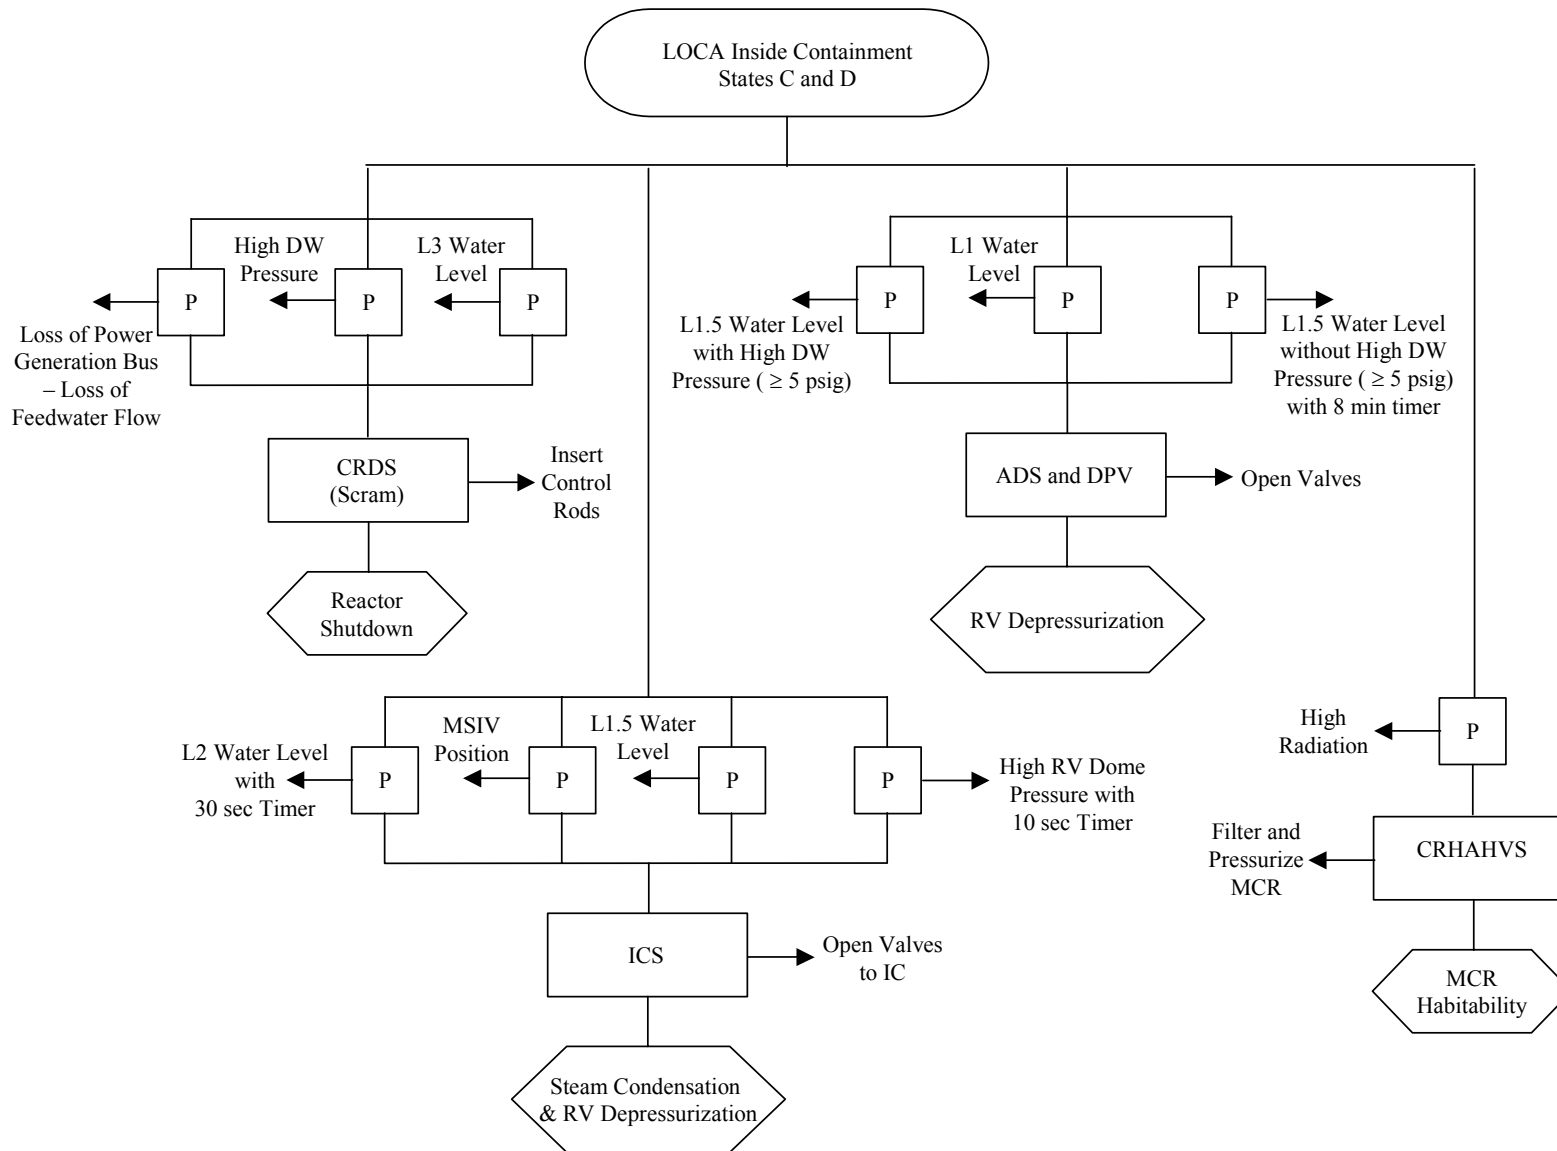 LOCA Inside Containment
States C and D
High DW
Pressure
L3 Water
Level
P
P
P
Loss of Power
Generation Bus
– Loss of
Feedwater Flow
CRDS
(Scram)
Insert
Control
Rods
Reactor
Shutdown
L1 Water
Level
P
P
P
L1.5 Water Level
with High DW
Pressure ( ≥ 5 psig)
L1.5 Water Level
without High DW
Pressure ( ≥ 5 psig)
with 8 min timer
ADS and DPV
Open Valves
RV Depressurization
L2 Water Level
with
30 sec Timer
P
MSIV
Position
P
L1.5 Water
Level
P
P
High RV Dome
Pressure with
10 sec Timer
ICS
Open Valves
to IC
Steam Condensation
& RV Depressurization
High
Radiation
P
Filter and
Pressurize
MCR
CRHAHVS
MCR
Habitability